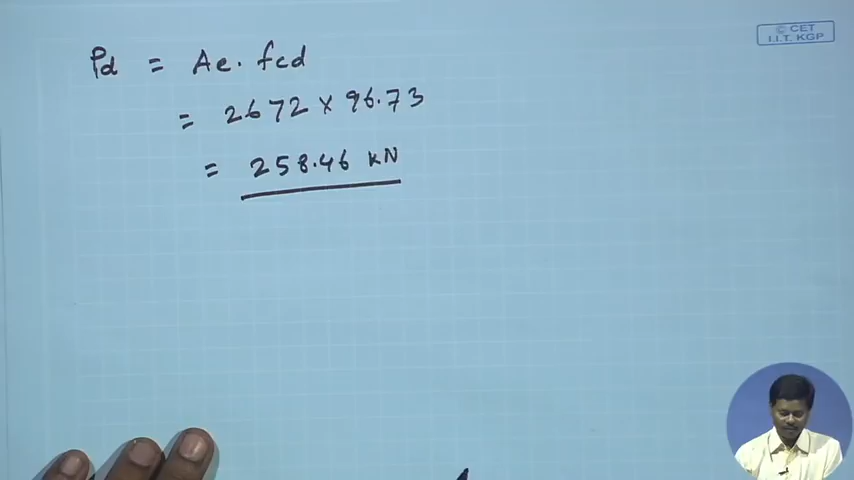 Pd = Ae. fcd
= 2672 x 96.73
= 258.46 kN
© CET
I.I.T. KGP